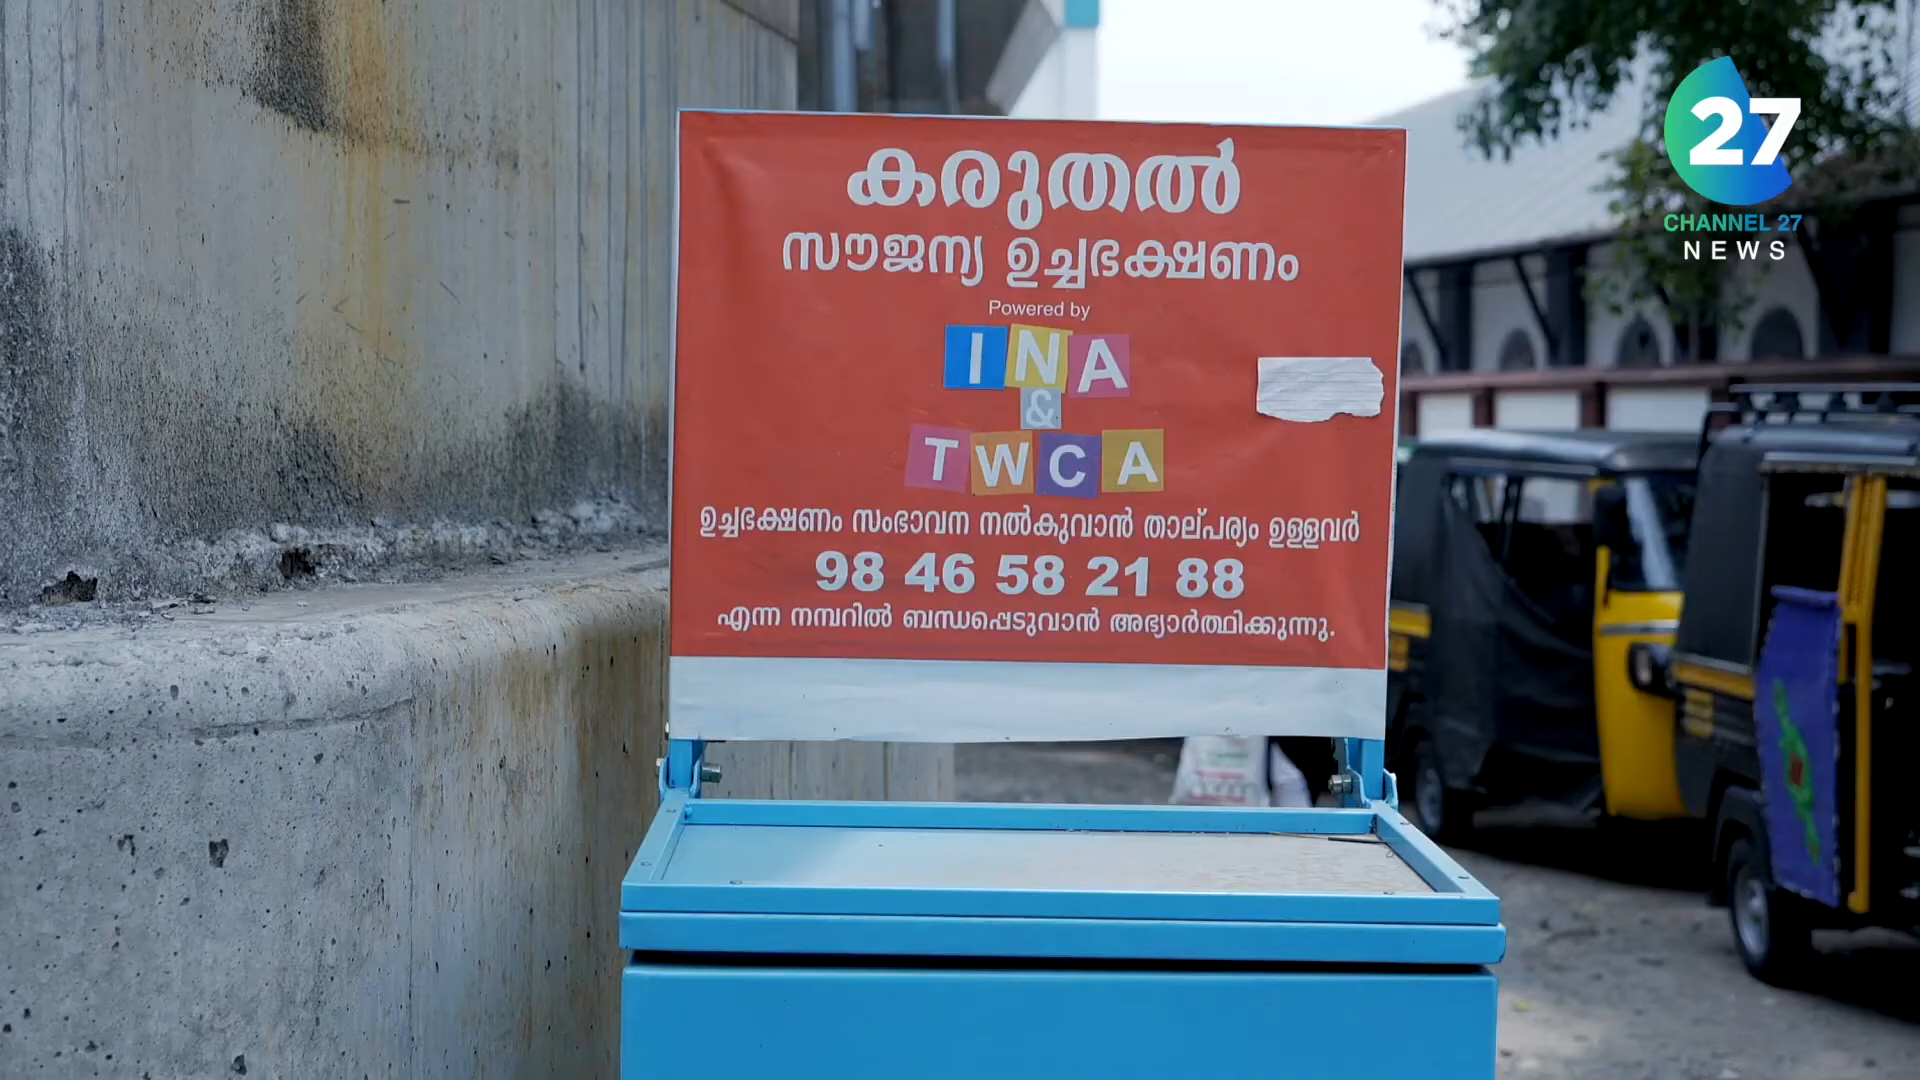 കരുതൽ
സൗജന്യ ഉച്ചഭക്ഷണം
Powered by
INA
&
TWCA
ഉച്ചഭക്ഷണം സംഭാവന നൽകുവാൻ താല്പര്യം ഉള്ളവർ
98 46 58 21 88
എന്ന നമ്പറിൽ ബന്ധപ്പെടുവാൻ അഭ്യാർത്ഥിക്കുന്നു.
27
CHANNEL 27
NEWS